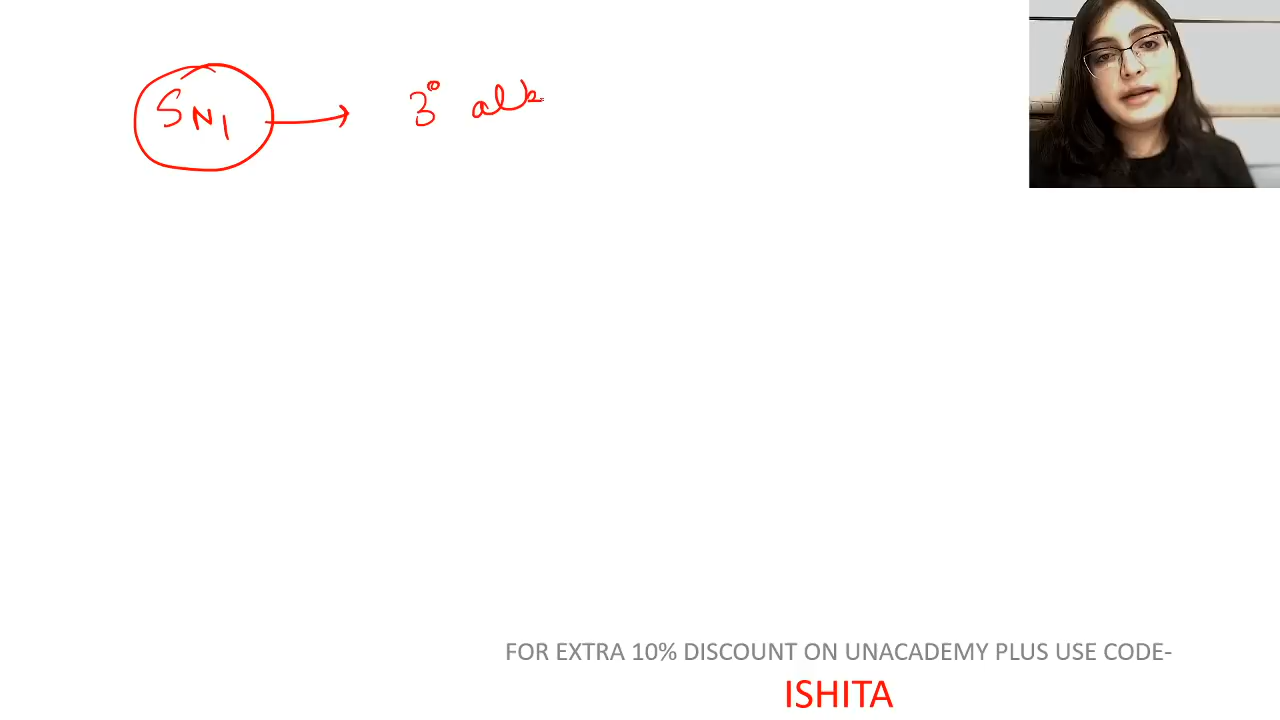 SN1 → 3° alk
FOR EXTRA 10% DISCOUNT ON UNACADEMY PLUS USE CODE-
ISHITA